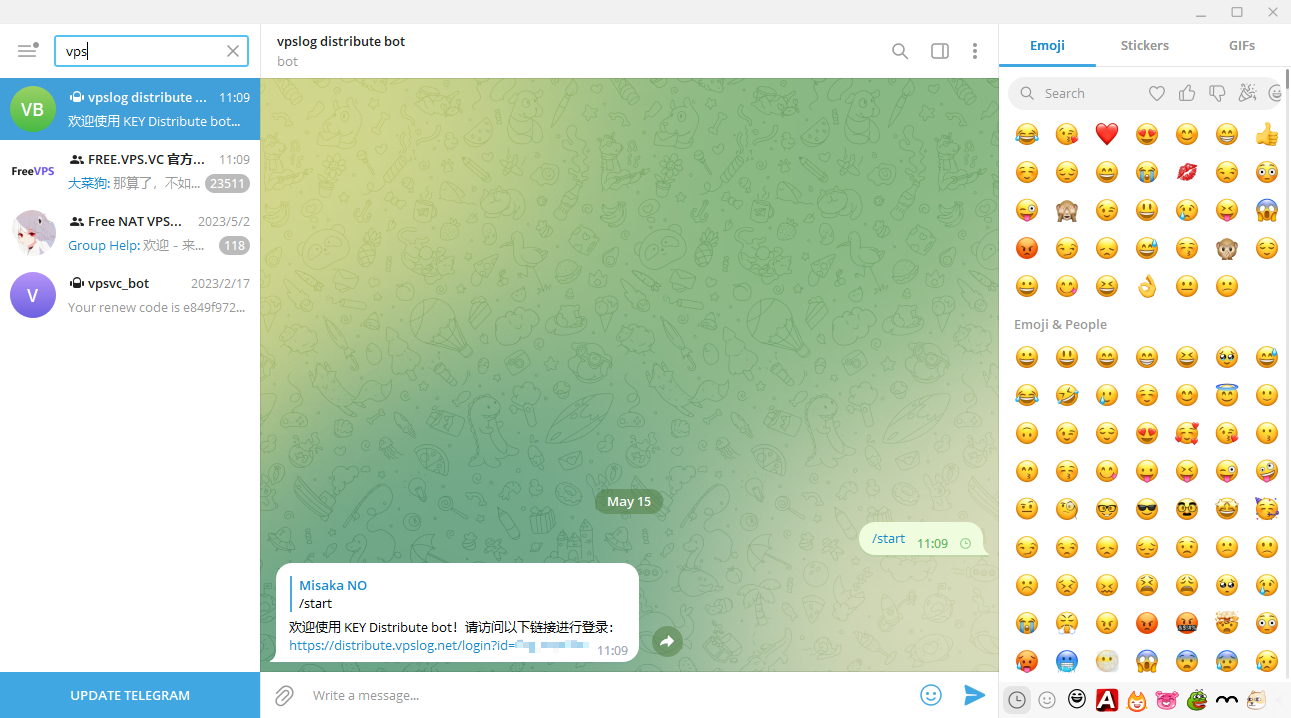 vps
VB
vpslog distribute ...
11:09
欢迎使用 KEY Distribute bot...
FreeVPS
FREE.VPS.VC 官方...
11:09
大菜狗: 那算了，不如...
23511
Free NAT VPS...
2023/5/2
Group Help: 欢迎 - 来...
118
V
vpsvc_bot
2023/2/17
Your renew code is e849f972...
UPDATE TELEGRAM
vpslog distribute bot
bot
May 15
/start 11:09
Misaka NO
/start
欢迎使用 KEY Distribute bot！请访问以下链接进行登录：
https://distribute.vpslog.net/login?id=
11:09
Write a message...
Emoji
Stickers
GIFs
Search
Emoji & People
A